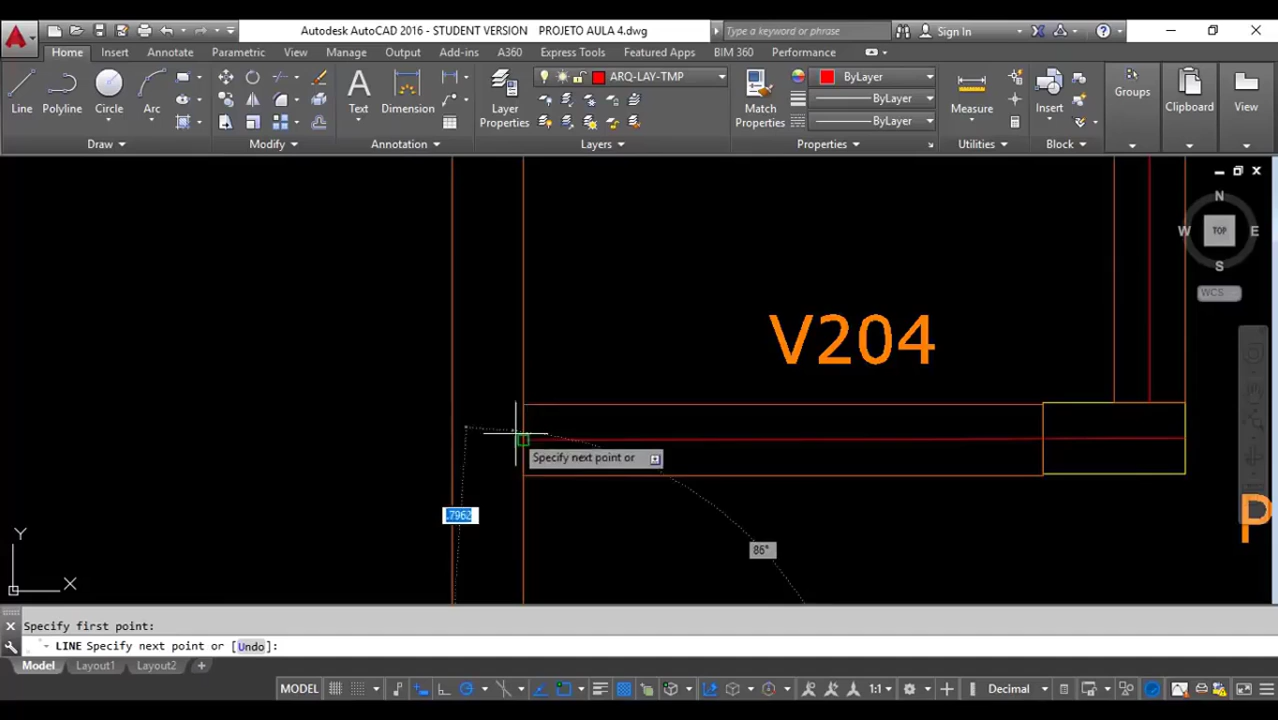 Autodesk AutoCAD 2016 - STUDENT VERSION PROJETO AULA 4.dwg
Type a keyword or phrase
Sign In
Home Insert Annotate Parametric View Manage Output Add-ins A360 Express Tools Featured Apps BIM 360 Performance
ARQ-LAY-TMP
ByLayer
ByLayer
ByLayer
Line Polyline Circle Arc
Text Dimension
Layer Properties
Match Properties
Measure
Insert
Groups
Clipboard
View
Draw Modify Annotation Layers Properties Utilities Block
N
W TOP E
S
WCS
V204
Specify next point or
.7962
86°
P
Y
X
Specify first point:
LINE Specify next point or [Undo]:
Model Layout1 Layout2 +
MODEL 1:1 Decimal